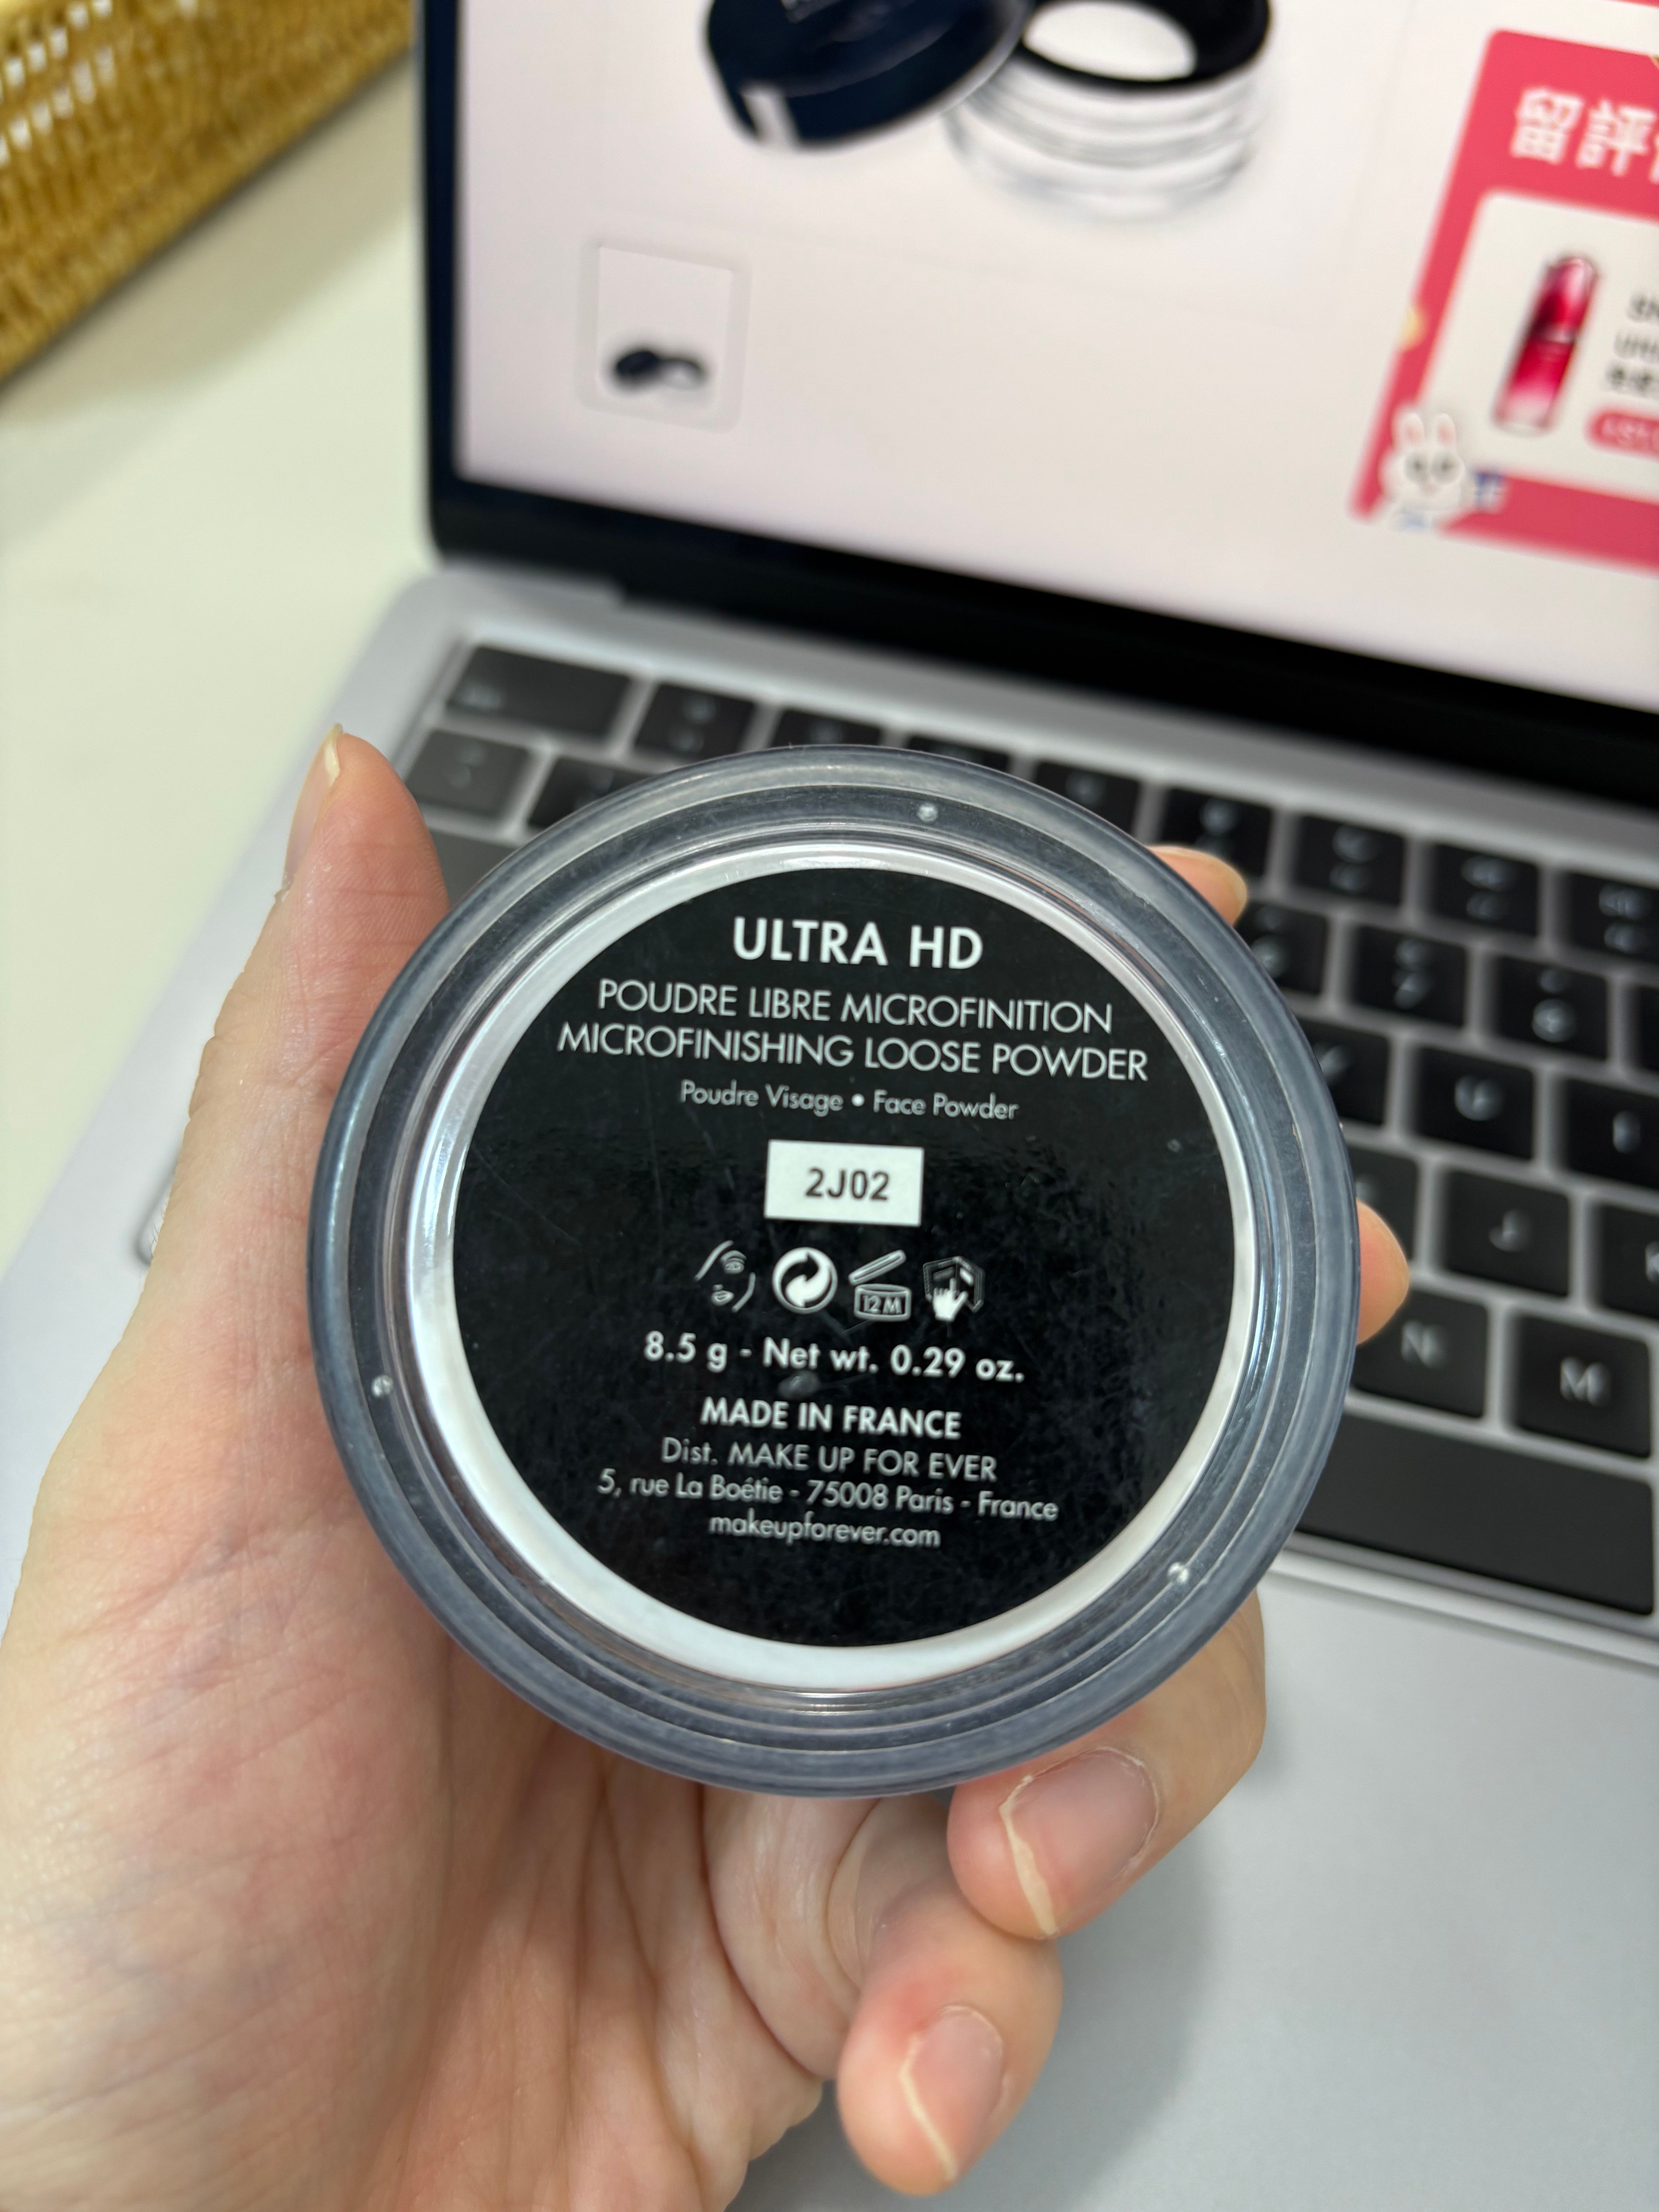 留評
ULTRA HD
POUDRE LIBRE MICROFINITION
MICROFINISHING LOOSE POWDER
Poudre Visage • Face Powder
2J02
12M
8.5 g - Net wt. 0.29 oz.
MADE IN FRANCE
Dist. MAKE UP FOR EVER
5, rue La Boétie - 75008 Paris - France
makeupforever.com
N
M